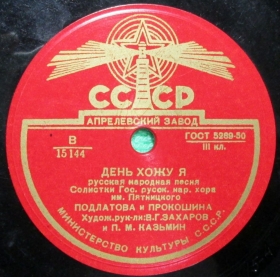 СССР
АПРЕЛЕВСКИЙ ЗАВОД
В
15144
ГОСТ 5289-50
III кл.
ДЕНЬ ХОЖУ Я
русская народная песня
Солистки Гос. русск. нар. хора
им. Пятницкого
ПОДЛАТОВА и ПРОКОШИНА
Худож.рук-ли: В.Г. ЗАХАРОВ
и П. М. КАЗЬМИН
МИНИСТЕРСТВО КУЛЬТУРЫ СССР